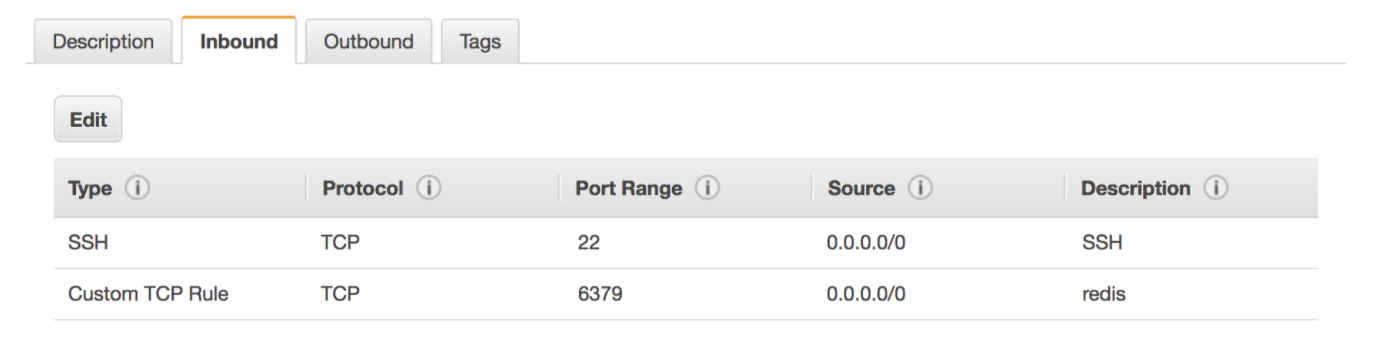 Description Inbound Outbound Tags
Edit
Type i Protocol i Port Range i Source i Description i
SSH TCP 22 0.0.0.0/0 SSH
Custom TCP Rule TCP 6379 0.0.0.0/0 redis